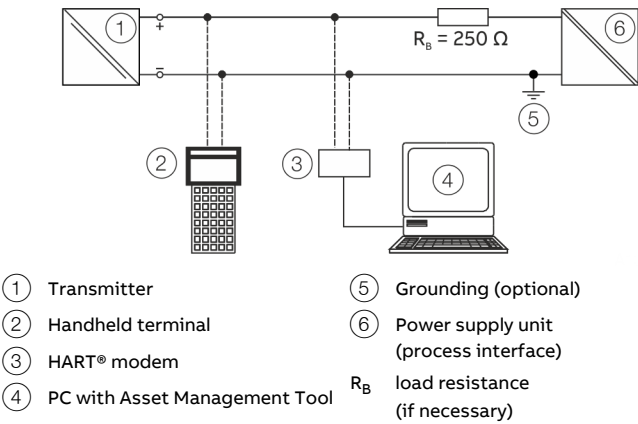 1
+
−
R_B = 250 Ω
6
5
2
3
4
1 Transmitter
2 Handheld terminal
3 HART® modem
4 PC with Asset Management Tool
5 Grounding (optional)
6 Power supply unit
(process interface)
R_B load resistance
(if necessary)